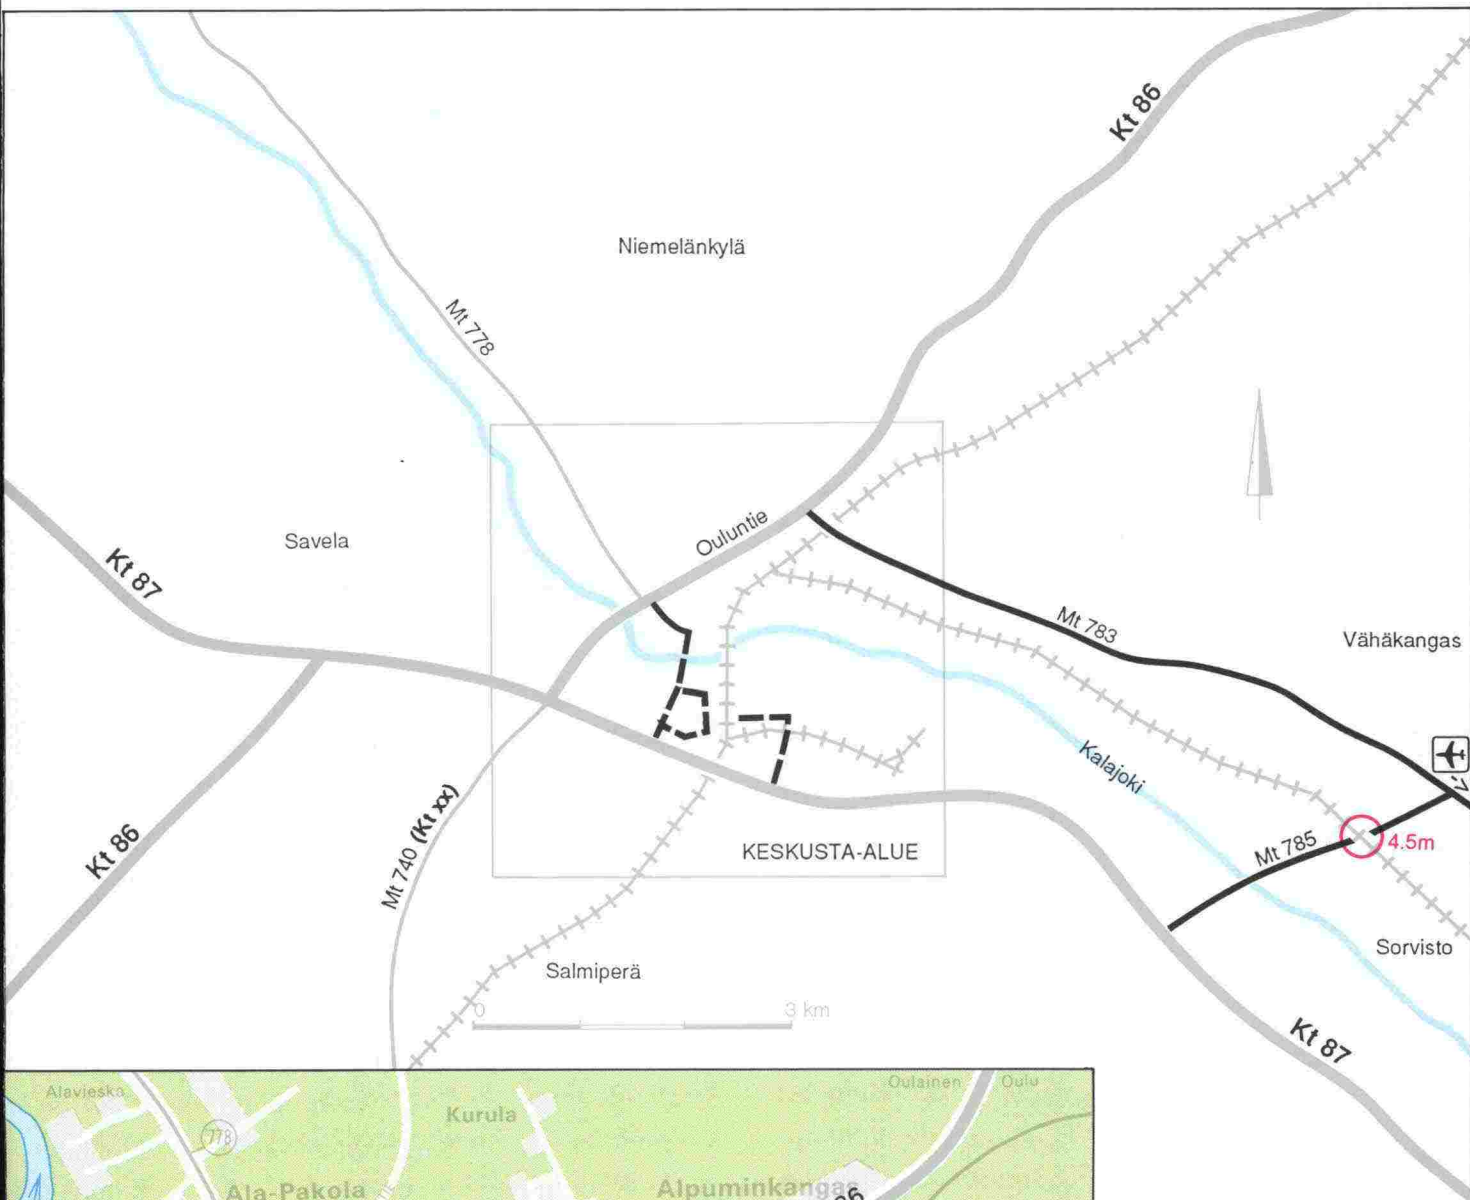 Kt 86
Niemelänkylä
Mt 778
Ouluntie
Savela
Kt 87
Mt 783
Vähäkangas
Kalajoki
Mt 740 (Kt xx)
Kt 86
KESKUSTA-ALUE
Mt 785
4.5m
Sorvisto
Salmiperä
0 3 km
Kt 87
Alavieska
Oulainen
Oulu
Kurula
778
Ala-Pakola
Alpuminkangas